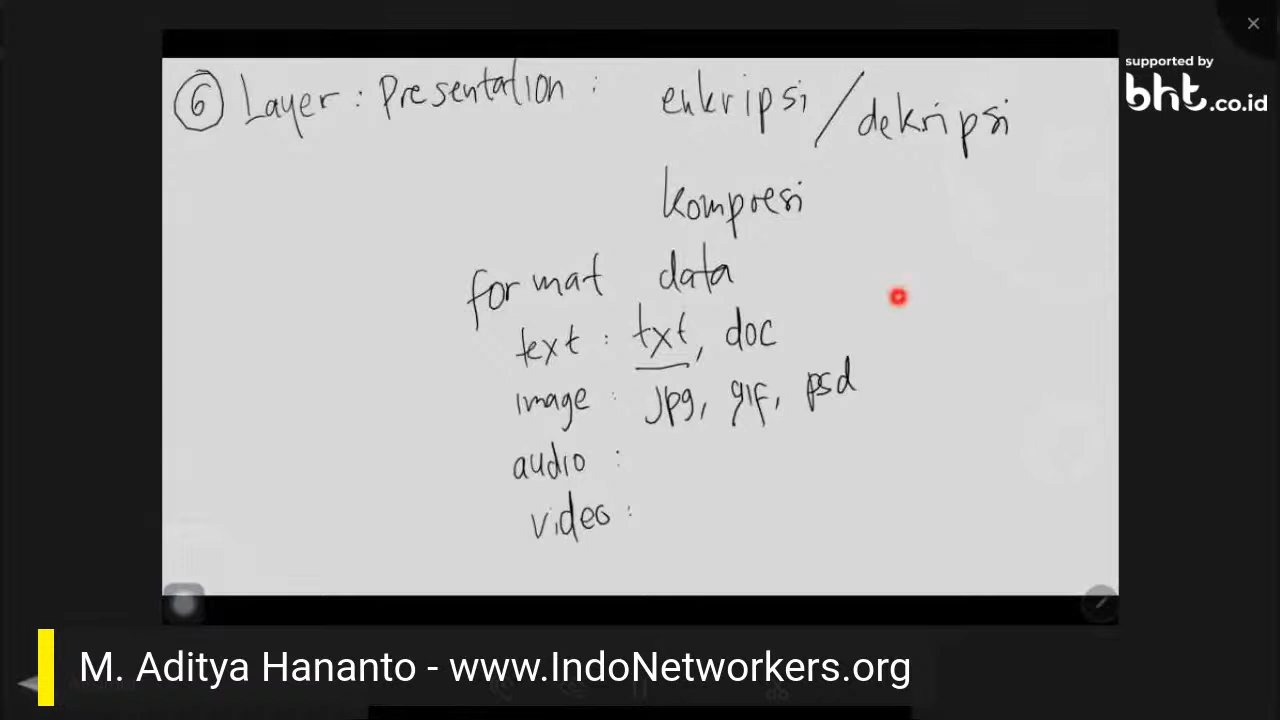 supported by
bht.co.id
6 Layer : Presentation : enkripsi / dekripsi
kompresi
format data
text : txt, doc
image : jpg, gif, psd
audio :
video :
M. Aditya Hananto - www.IndoNetworkers.org